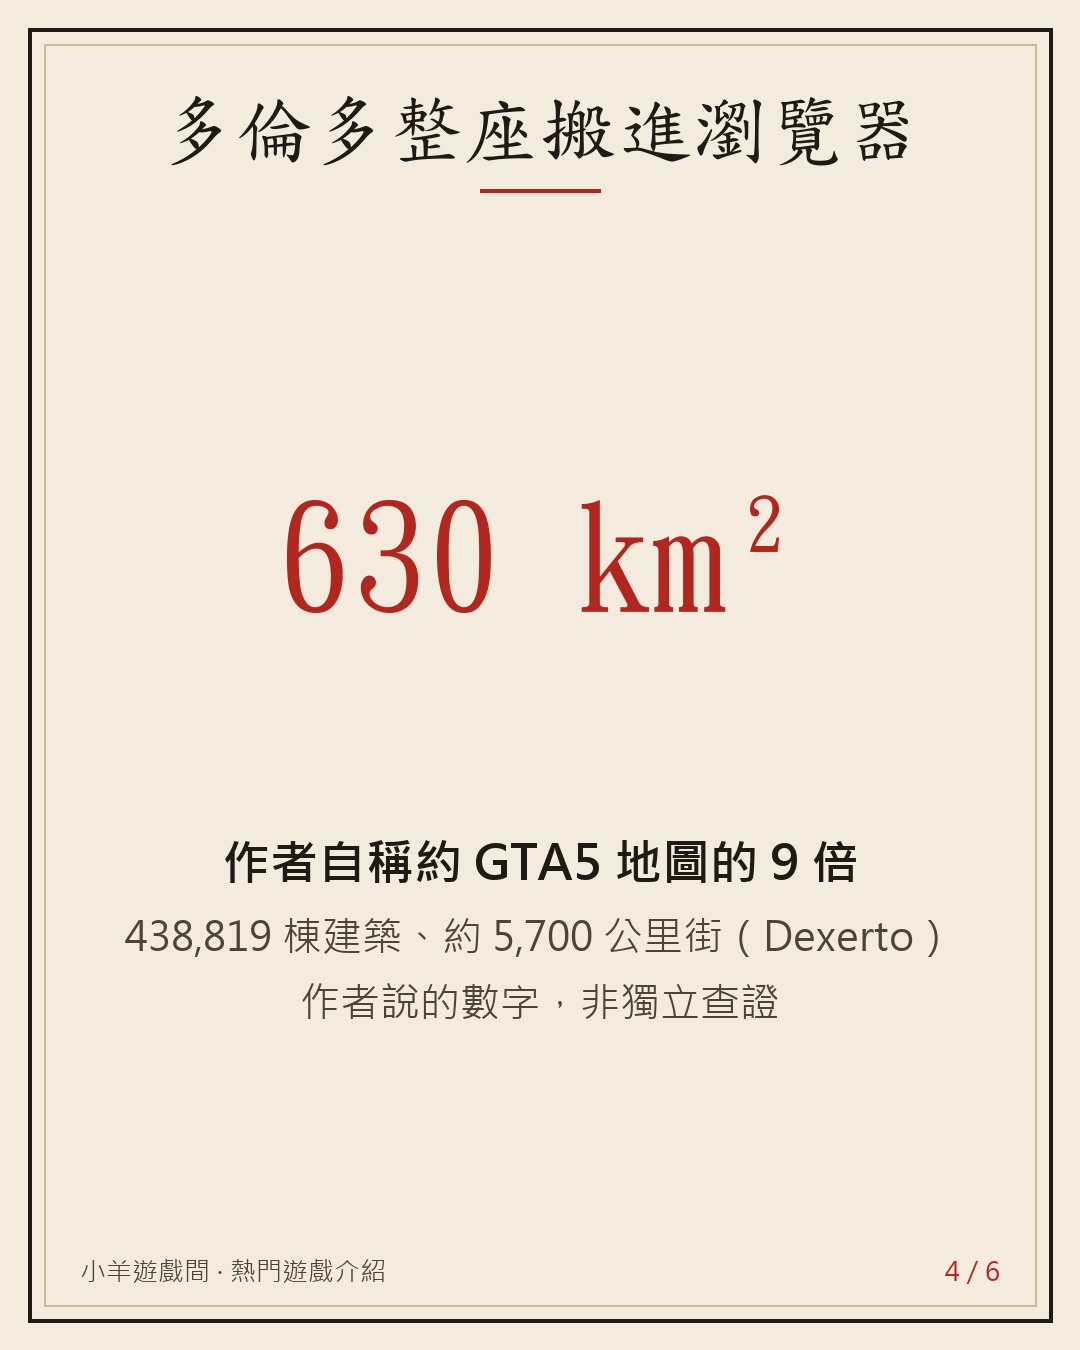 多倫多整座搬進瀏覽器
630 km²
作者自稱約 GTA5 地圖的 9 倍
438,819 棟建築、約 5,700 公里街（Dexerto）
作者說的數字，非獨立查證
小羊遊戲間·熱門遊戲介紹
4 / 6